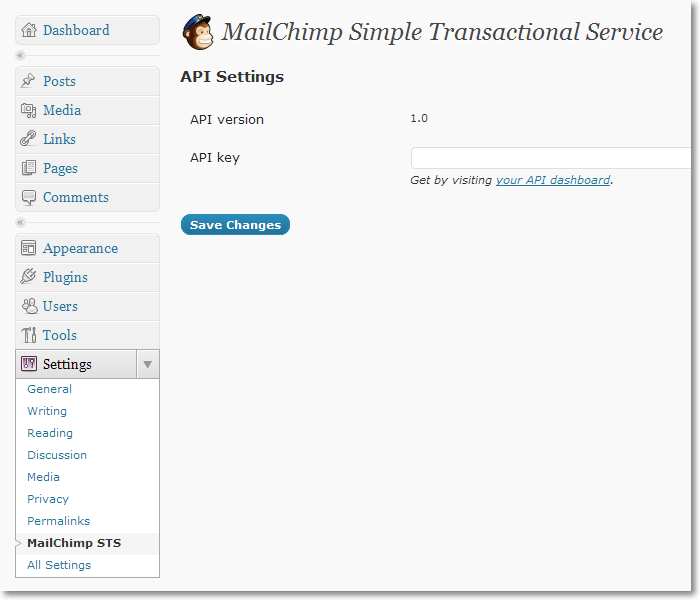 Dashboard
Posts
Media
Links
Pages
Comments
Appearance
Plugins
Users
Tools
Settings
General
Writing
Reading
Discussion
Media
Privacy
Permalinks
MailChimp STS
All Settings
MailChimp Simple Transactional Service
API Settings
API version 1.0
API key
Get by visiting your API dashboard.
Save Changes